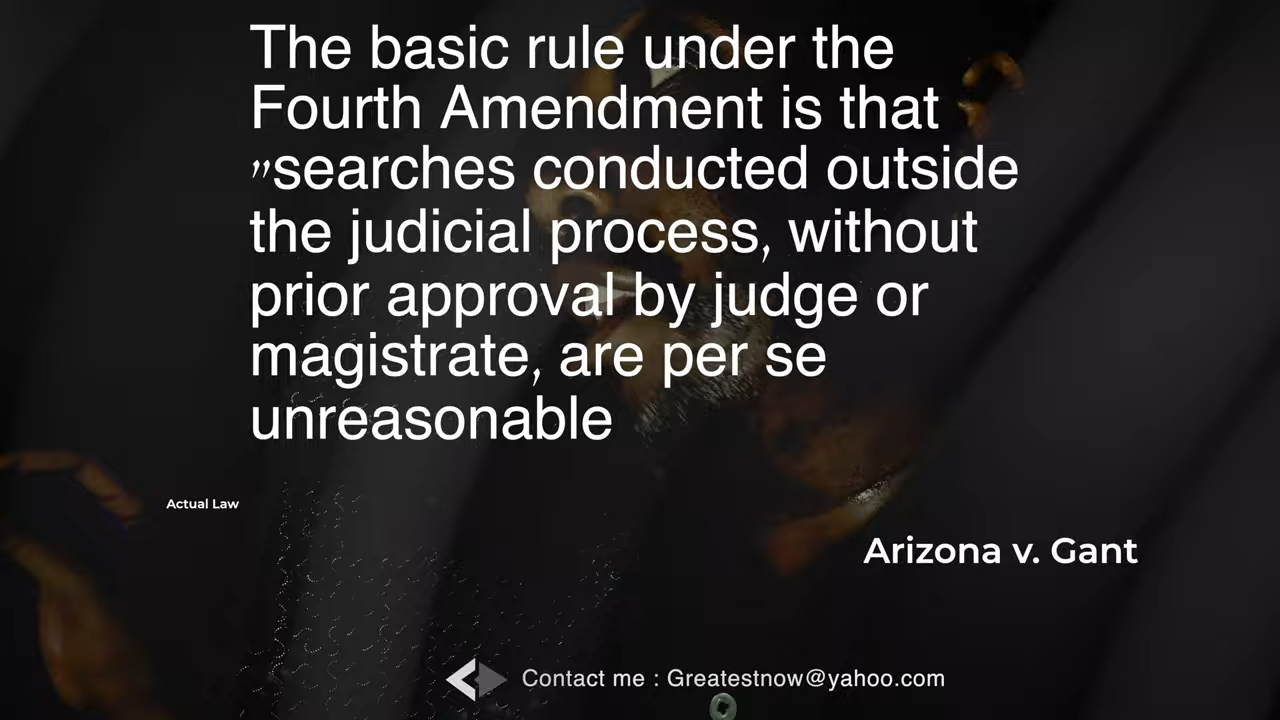 The basic rule under the
Fourth Amendment is that
”searches conducted outside
the judicial process, without
prior approval by judge or
magistrate, are per se
unreasonable
Actual Law
Arizona v. Gant
Contact me : Greatestnow@yahoo.com